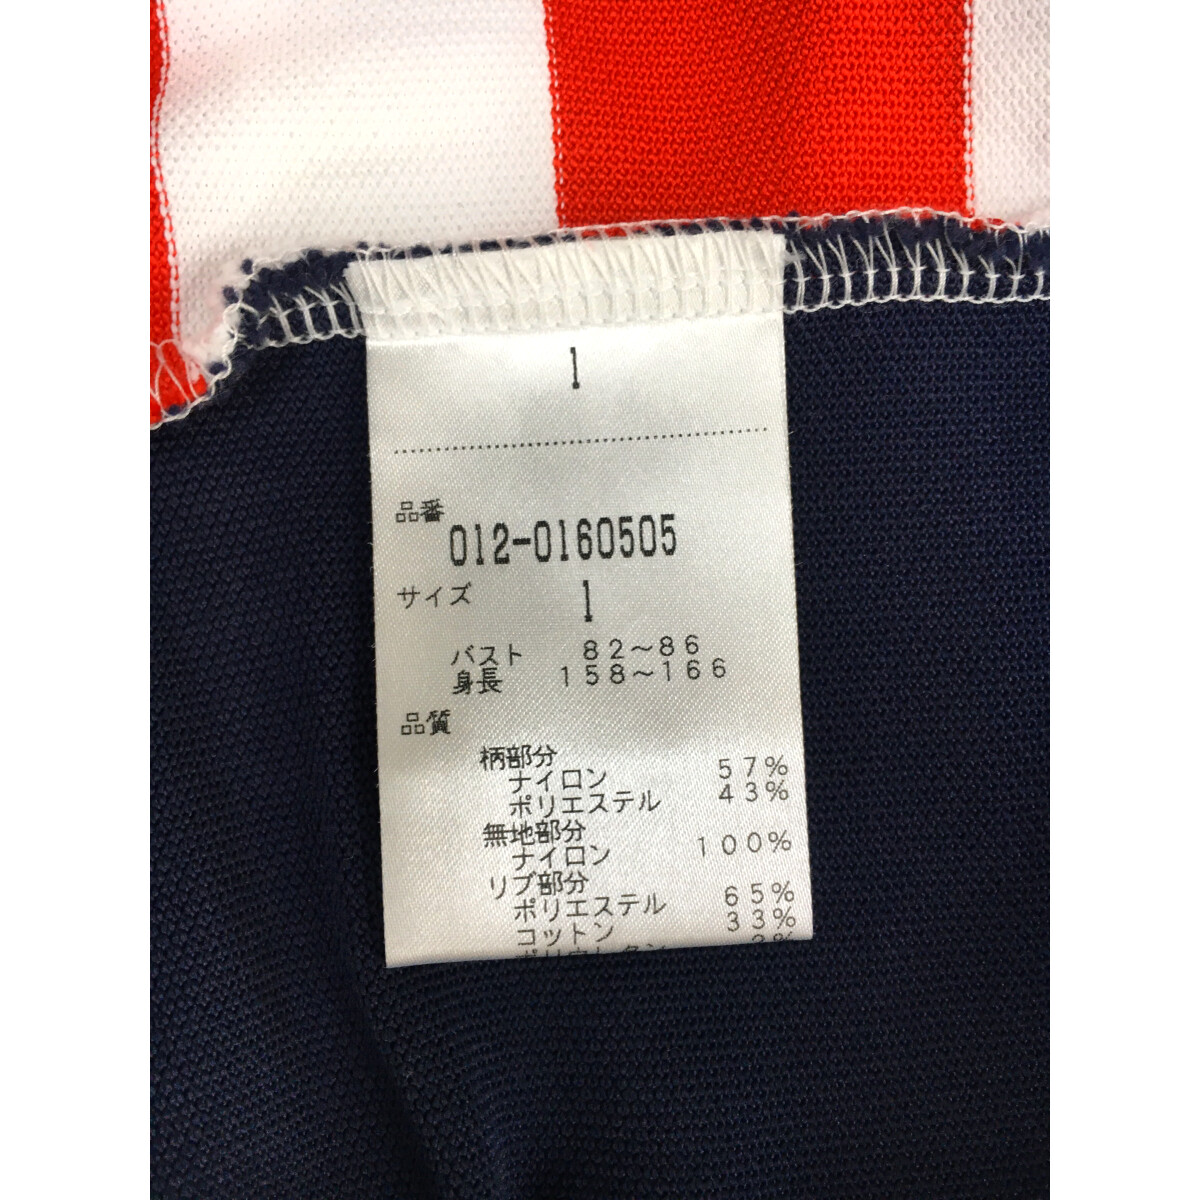 1
品番
012-0160505
サイズ 1
バスト 82～86
身長 158～166
品質
柄部分
ナイロン 57%
ポリエステル 43%
無地部分
ナイロン 100%
リブ部分
ポリエステル 65%
コットン 33%